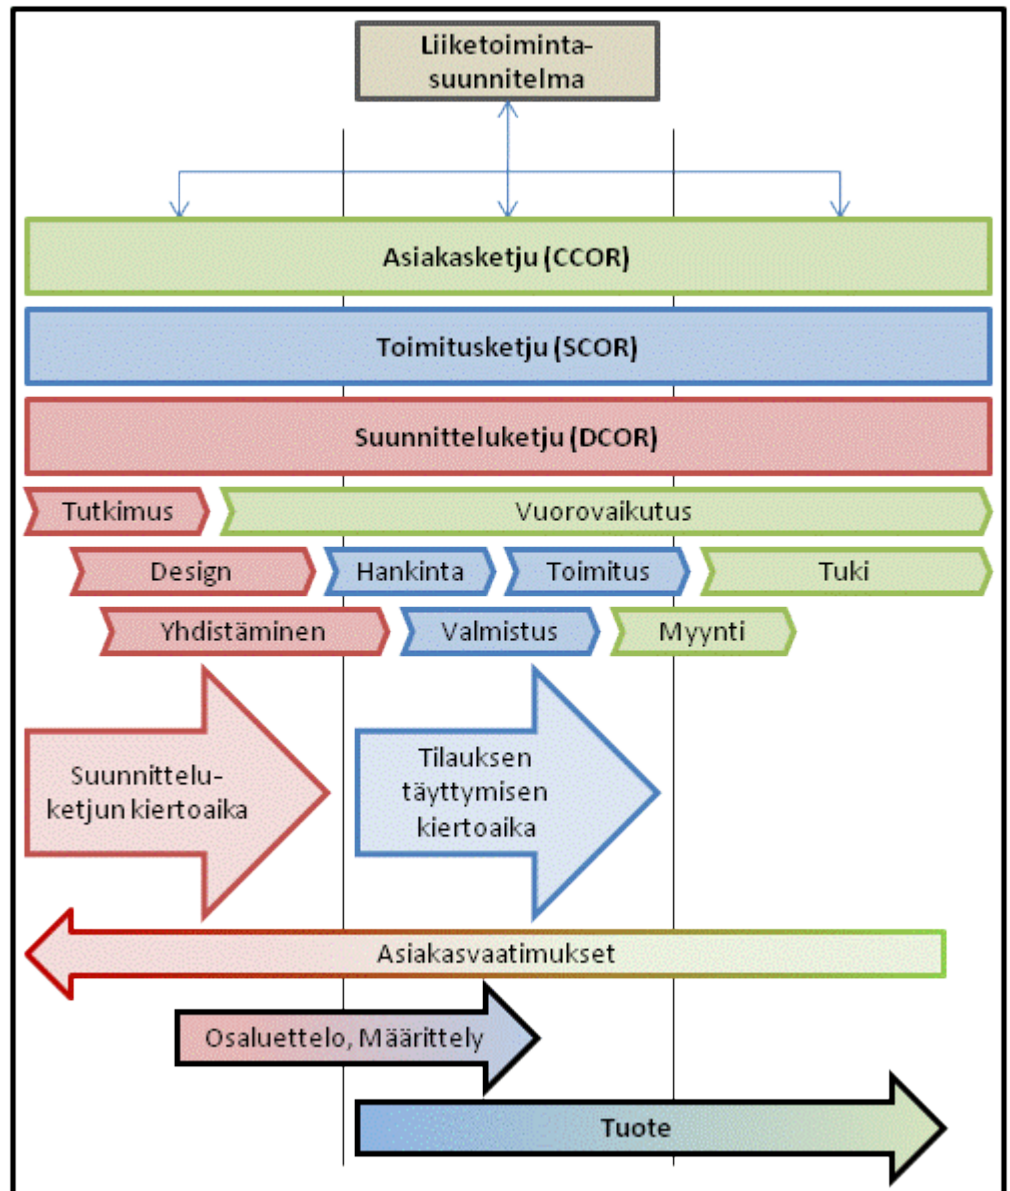 Liiketoiminta-
suunnitelma
Asiakasketju (CCOR)
Toimitusketju (SCOR)
Suunnitteluketju (DCOR)
Tutkimus
Vuorovaikutus
Design
Hankinta
Toimitus
Tuki
Yhdistäminen
Valmistus
Myynti
Suunnittelu-
ketjun kiertoaika
Tilauksen
täyttymisen
kiertoaika
Asiakasvaatimukset
Osaluettelo, Määrittely
Tuote